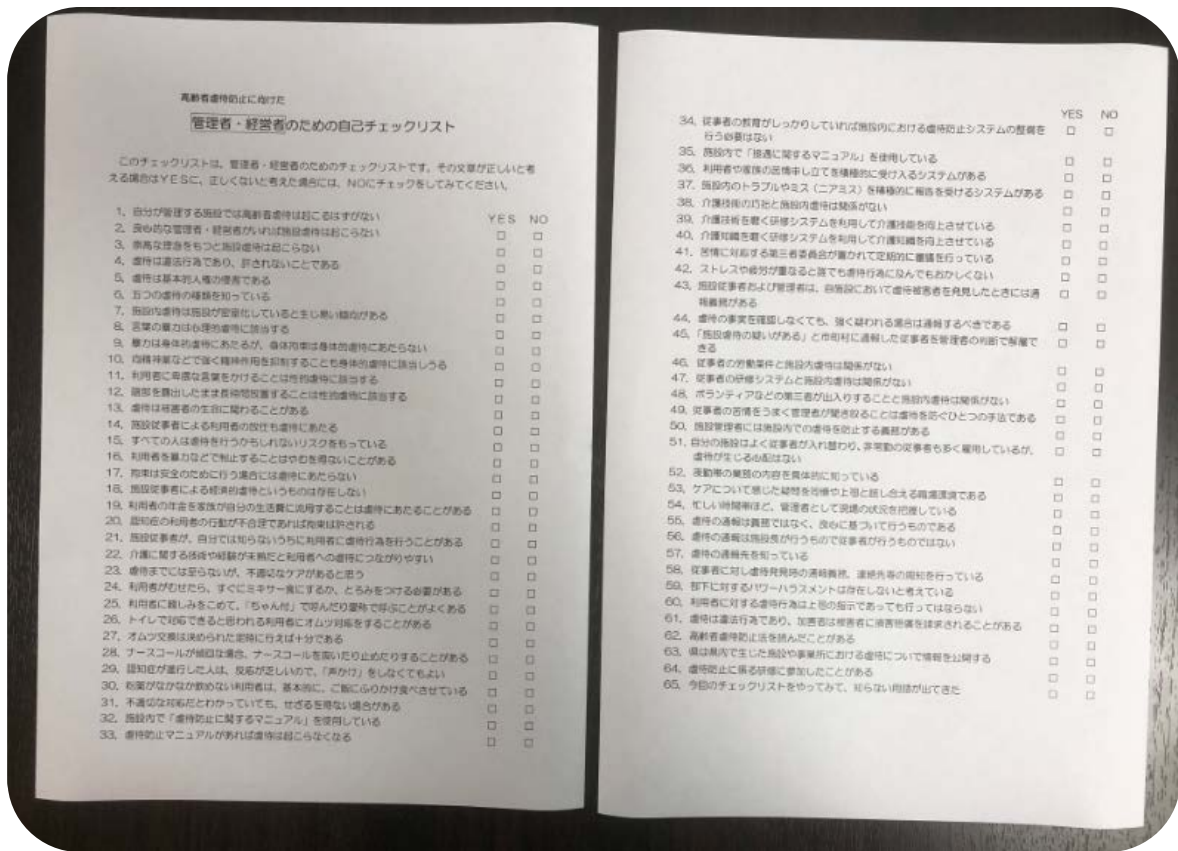 高齢者虐待防止に向けた
管理者・経営者のための自己チェックリスト
このチェックリストは、管理者・経営者のためのチェックリストです。その文章が正しいと考
える場合はYESに、正しくないと考えた場合には、NOにチェックをしてみてください。
YES NO
1、自分が管理する施設では高齢者虐待は起こるはずがない
2、良心的な管理者・経営者がいれば施設虐待は起こらない
3、崇高な理念をもつと施設虐待は起こらない
4、虐待は違法行為であり、許されないことである
5、虐待は基本的人権の侵害である
6、五つの虐待の種類を知っている
7、施設内虐待は施設が密室化していると生じ易い傾向がある
8、言葉の暴力は心理的虐待に該当する
9、暴力は身体的虐待にあたるが、身体拘束は身体的虐待にあたらない
10、向精神薬などで強く精神作用を抑制することも身体的虐待に該当しうる
11、利用者に卑猥な言葉をかけることは性的虐待に該当する
12、陰部を露出したまま長時間放置することは性的虐待に該当する
13、虐待は被害者の生命に関わることがある
14、施設従事者による利用者の放任も虐待にあたる
15、すべての人は虐待を行うかもしれないリスクをもっている
16、利用者を暴力などで制止することはやむを得ないことがある
17、拘束は安全のために行う場合には虐待にあたらない
18、施設従事者による経済的虐待というものは存在しない
19、利用者の年金を家族が自分の生活費に流用することは虐待にあたることがある
20、認知症の利用者の行動が不合理であれば拘束は許される
21、施設従事者が、自分では知らないうちに利用者に虐待行為を行うことがある
22、介護に関する技術や経験が未熟だと利用者への虐待につながりやすい
23、虐待までには至らないが、不適切なケアがあると思う
24、利用者がむせたら、すぐにミキサー食にするか、とろみをつける必要がある
25、利用者に親しみをこめて、「ちゃん付」で呼んだり愛称で呼ぶことがよくある
26、トイレで対応できると思われる利用者にオムツ対応をすることがある
27、オムツ交換は決められた定時に行えば十分である
28、ナースコールが頻回な場合、ナースコールを抜いたり止めたりすることがある
29、認知症が重行した人は、反応が乏しいので、「声かけ」をしなくてもよい
30、粉薬がなかなか飲めない利用者は、基本的に、ご飯にふりかけ食べさせている
31、不適切な対応だとわかっていても、せざるを得ない場合がある
32、施設内で「虐待防止に関するマニュアル」を使用している
33、虐待防止マニュアルがあれば虐待は起こらなくなる
YES NO
34、従事者の教育がしっかりしていれば施設内における虐待防止システムの整備を
行う必要はない
35、施設内で「接遇に関するマニュアル」を使用している
36、利用者や家族の苦情申し立てを積極的に受け入るシステムがある
37、施設内のトラブルやミス（ニアミス）を積極的に報告を受けるシステムがある
38、介護技術の巧拙と施設内虐待は関係がない
39、介護技術を磨く研修システムを利用して介護技術を向上させている
40、介護知識を磨く研修システムを利用して介護知識を向上させている
41、苦情に対応する第三者委員会が置かれて定期的に審議を行っている
42、ストレスや疲労が重なると誰でも虐待行為に及んでもおかしくない
43、施設従事者および管理者は、自施設において虐待被害者を発見したときには通
報義務がある
44、虐待の事実を確認しなくても、強く疑われる場合は通報するべきである
45、「施設虐待の疑いがある」と市町村に通報した従事者を管理者の判断で解雇で
きる
46、従事者の労働条件と施設内虐待は関係がない
47、従事者の研修システムと施設内虐待は関係がない
48、ボランティアなどの第三者が出入りすることと施設内虐待は関係がない
49、従事者の苦情をうまく管理者が聞き取ることは虐待を防ぐひとつの手法である
50、施設管理者には施設内での虐待を防止する義務がある
51、自分の施設はよく従事者が入れ替わり、非常勤の従事者も多く雇用しているが、
虐待が生じる心配はない
52、夜勤帯の業務の内容を具体的に知っている
53、ケアについて感じた疑問を同僚や上司と話し合える職場環境である
54、忙しい時間帯ほど、管理者として現場の状況を把握している
55、虐待の通報は義務ではなく、良心に基づいて行うものである
56、虐待の通報は施設長が行うもので従事者が行うものではない
57、虐待の通報先を知っている
58、従事者に対し虐待発見時の通報義務、連絡先等の周知を行っている
59、部下に対するパワーハラスメントは存在しないと考えている
60、利用者に対する虐待行為は上司の指示であっても行ってはならない
61、虐待は違法行為であり、加害者は被害者に損害賠償を請求されることがある
62、高齢者虐待防止法を読んだことがある
63、県は県内で生じた施設や事業所における虐待について情報を公開する
64、虐待防止に係る研修に参加したことがある
65、今回のチェックリストをやってみて、知らない用語が出てきた